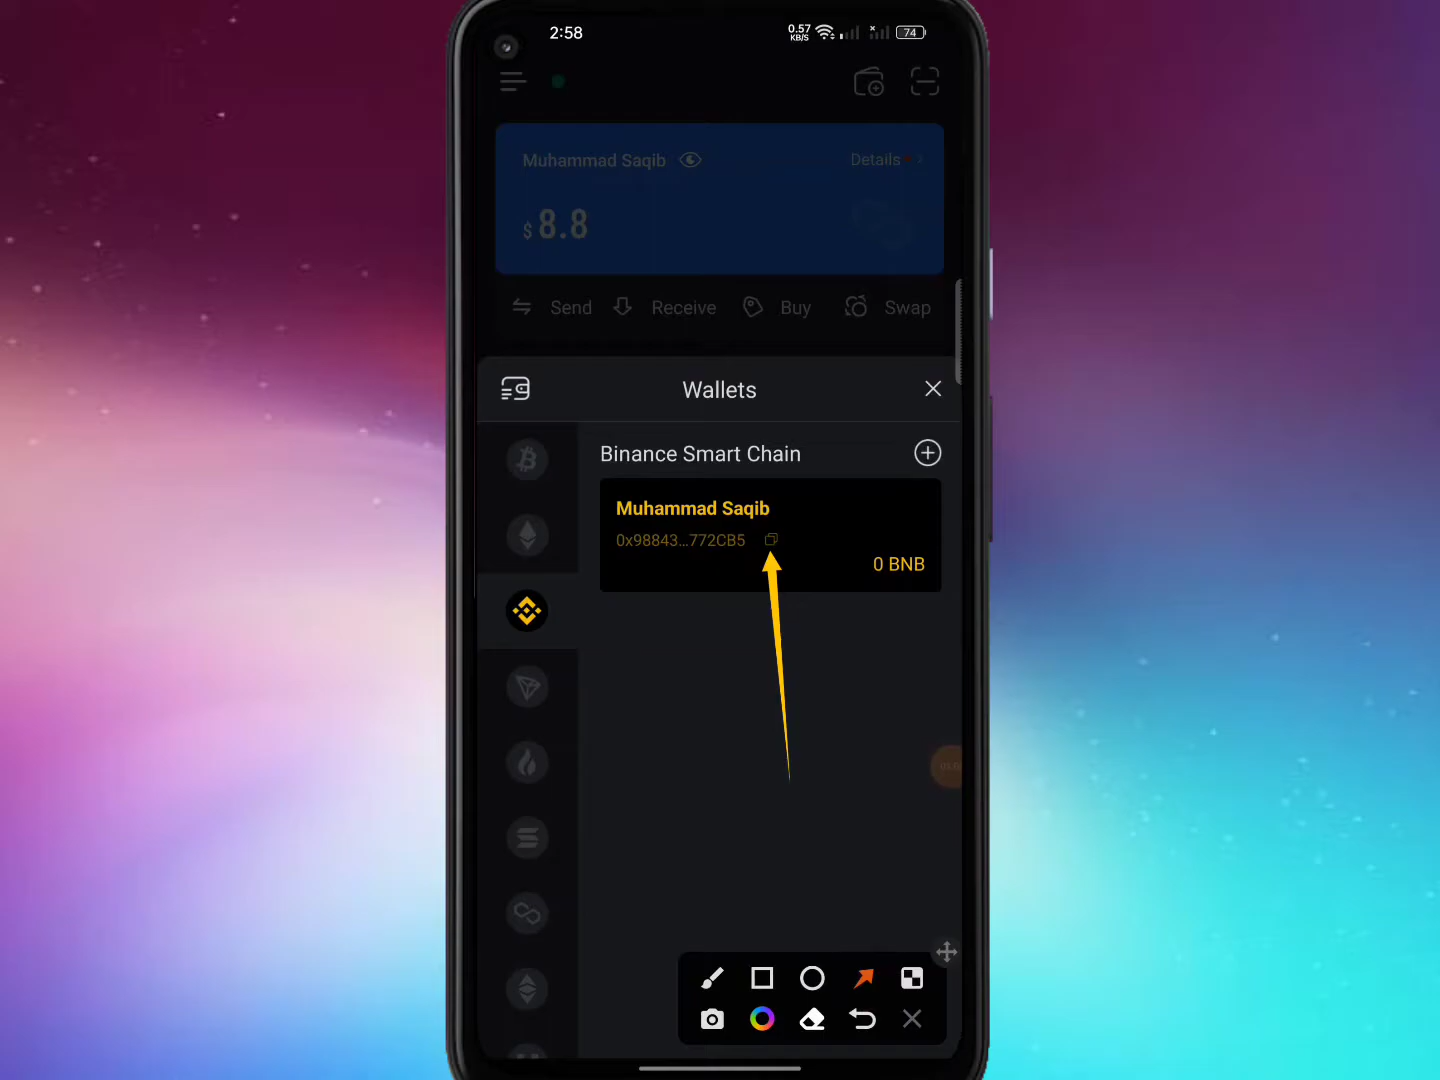 2:58
0.57
KB/S
74
Muhammad Saqib
Details
$ 8.8
Send
Receive
Buy
Swap
Wallets
Binance Smart Chain
Muhammad Saqib
0x98843...772CB5
0 BNB